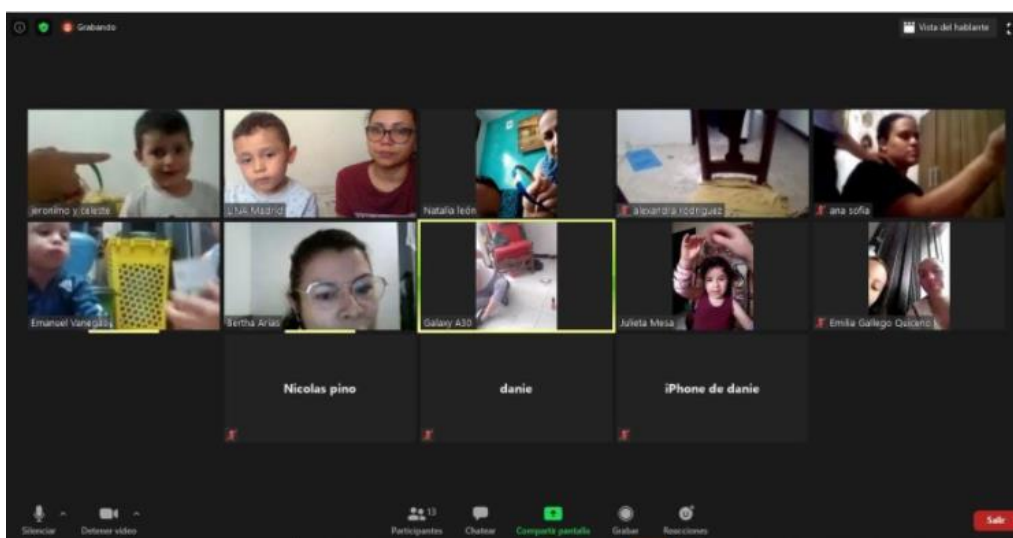 Grabando
Vista del hablante
jeronimo y celeste
LINA Madrid
Natalia león
alexandra rodriguez
ana sofia
Emanuel Vanegas
Bertha Arias
Galaxy A30
Julieta Mesa
Emilia Gallego Quiceno
Nicolas pino
danie
iPhone de danie
Silenciar
Detener video
13
Participantes
Chatear
Compartir pantalla
Grabar
Reacciones
Salir